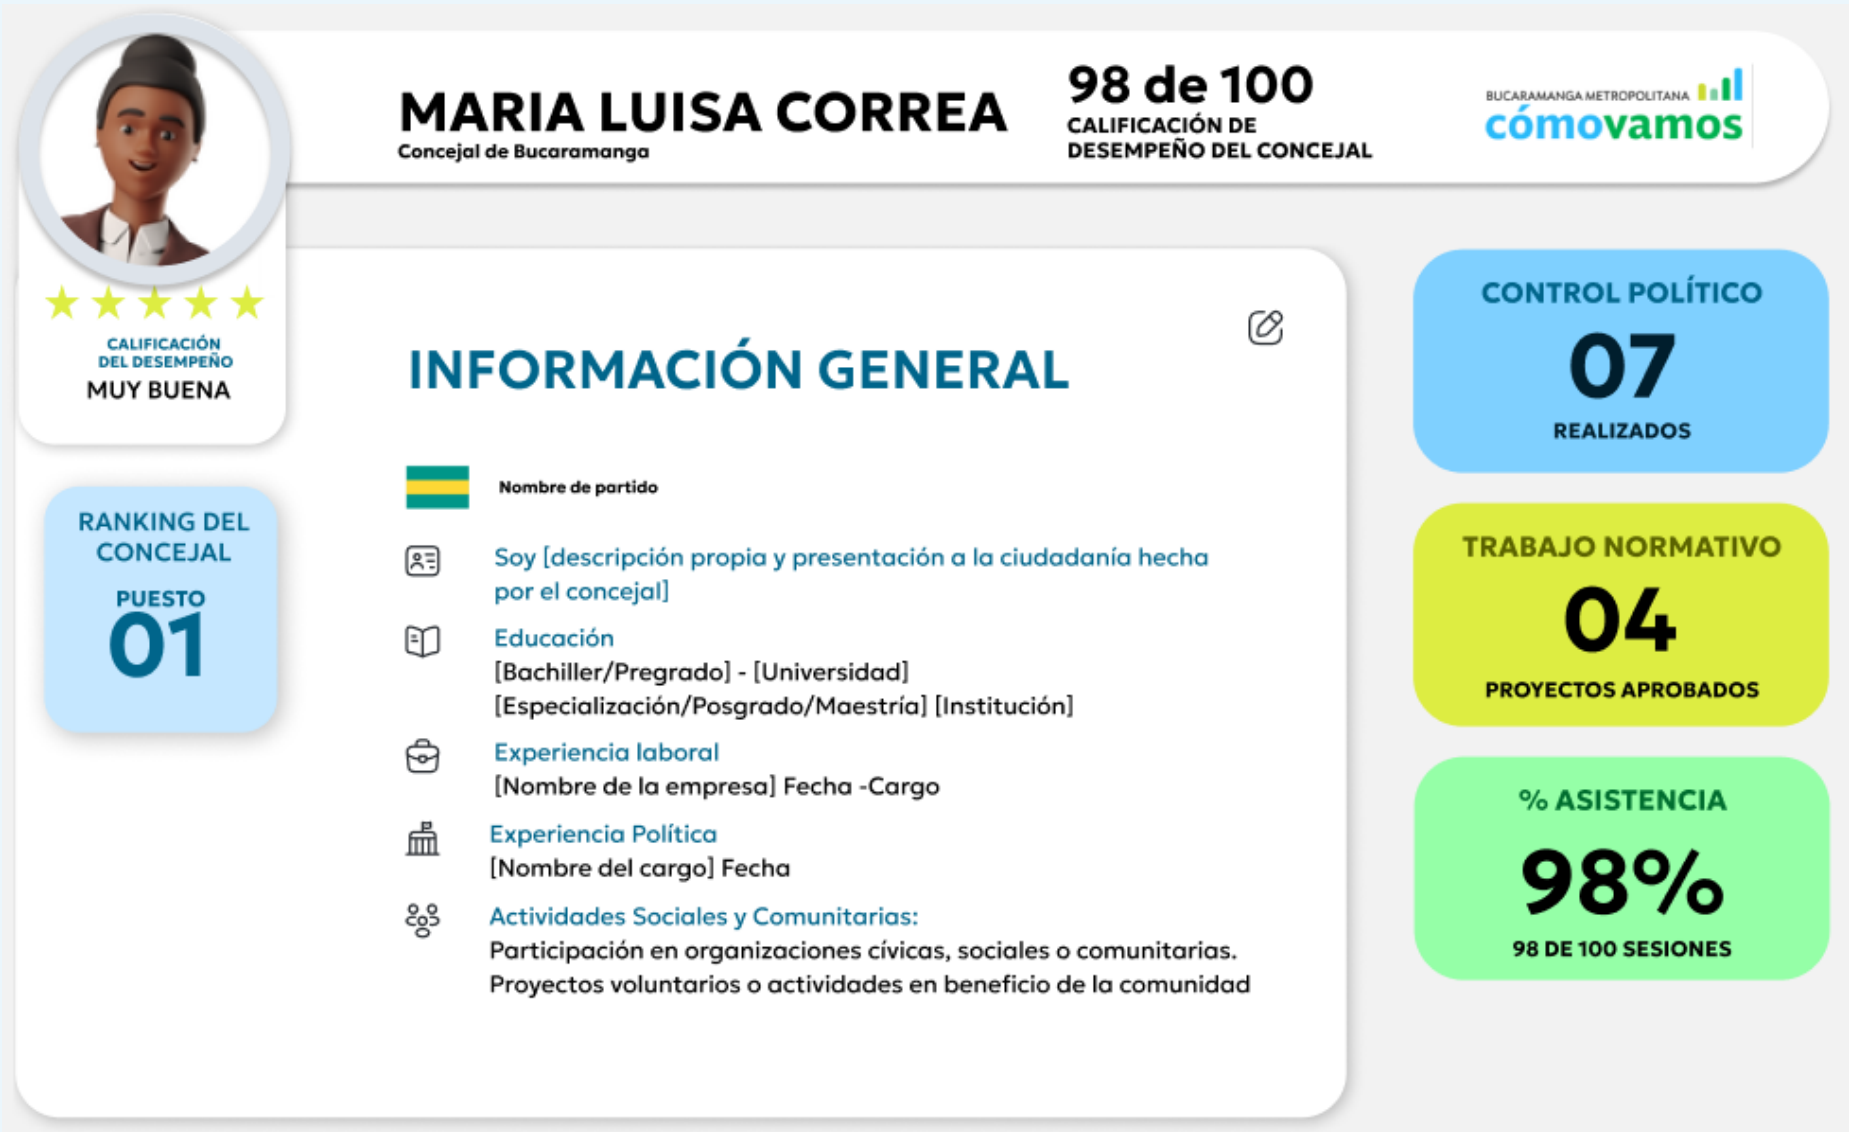 MARIA LUISA CORREA
Concejal de Bucaramanga
98 de 100
CALIFICACIÓN DE
DESEMPEÑO DEL CONCEJAL
BUCARAMANGA METROPOLITANA
cómovamos
CALIFICACIÓN
DEL DESEMPEÑO
MUY BUENA
RANKING DEL
CONCEJAL
PUESTO
01
INFORMACIÓN GENERAL
Nombre de partido
Soy [descripción propia y presentación a la ciudadanía hecha
por el concejal]
Educación
[Bachiller/Pregrado] - [Universidad]
[Especialización/Posgrado/Maestría] [Institución]
Experiencia laboral
[Nombre de la empresa] Fecha -Cargo
Experiencia Política
[Nombre del cargo] Fecha
Actividades Sociales y Comunitarias:
Participación en organizaciones cívicas, sociales o comunitarias.
Proyectos voluntarios o actividades en beneficio de la comunidad
CONTROL POLÍTICO
07
REALIZADOS
TRABAJO NORMATIVO
04
PROYECTOS APROBADOS
% ASISTENCIA
98%
98 DE 100 SESIONES